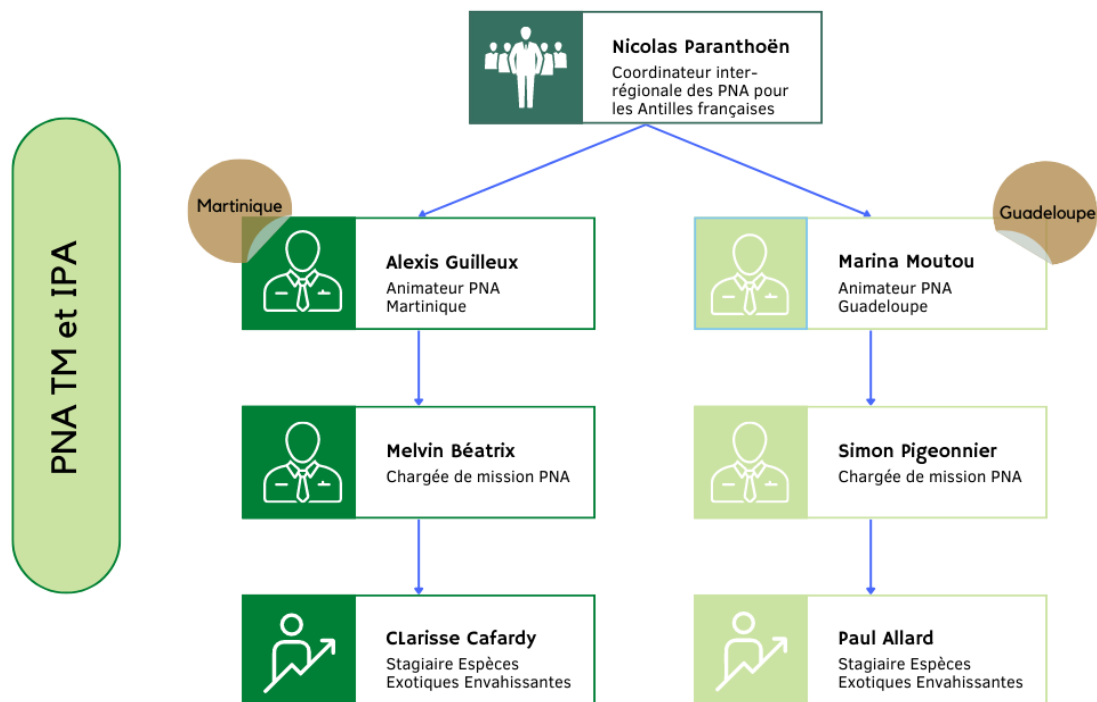 Nicolas Paranthoën
Coordinateur inter-
régionale des PNA pour
les Antilles françaises
PNA TM et IPA
Martinique
Alexis Guilleux
Animateur PNA
Martinique
Guadeloupe
Marina Moutou
Animateur PNA
Guadeloupe
Melvin Béatrix
Chargée de mission PNA
Simon Pigeonnier
Chargée de mission PNA
CLarisse Cafardy
Stagiaire Espèces
Exotiques Envahissantes
Paul Allard
Stagiaire Espèces
Exotiques Envahissantes